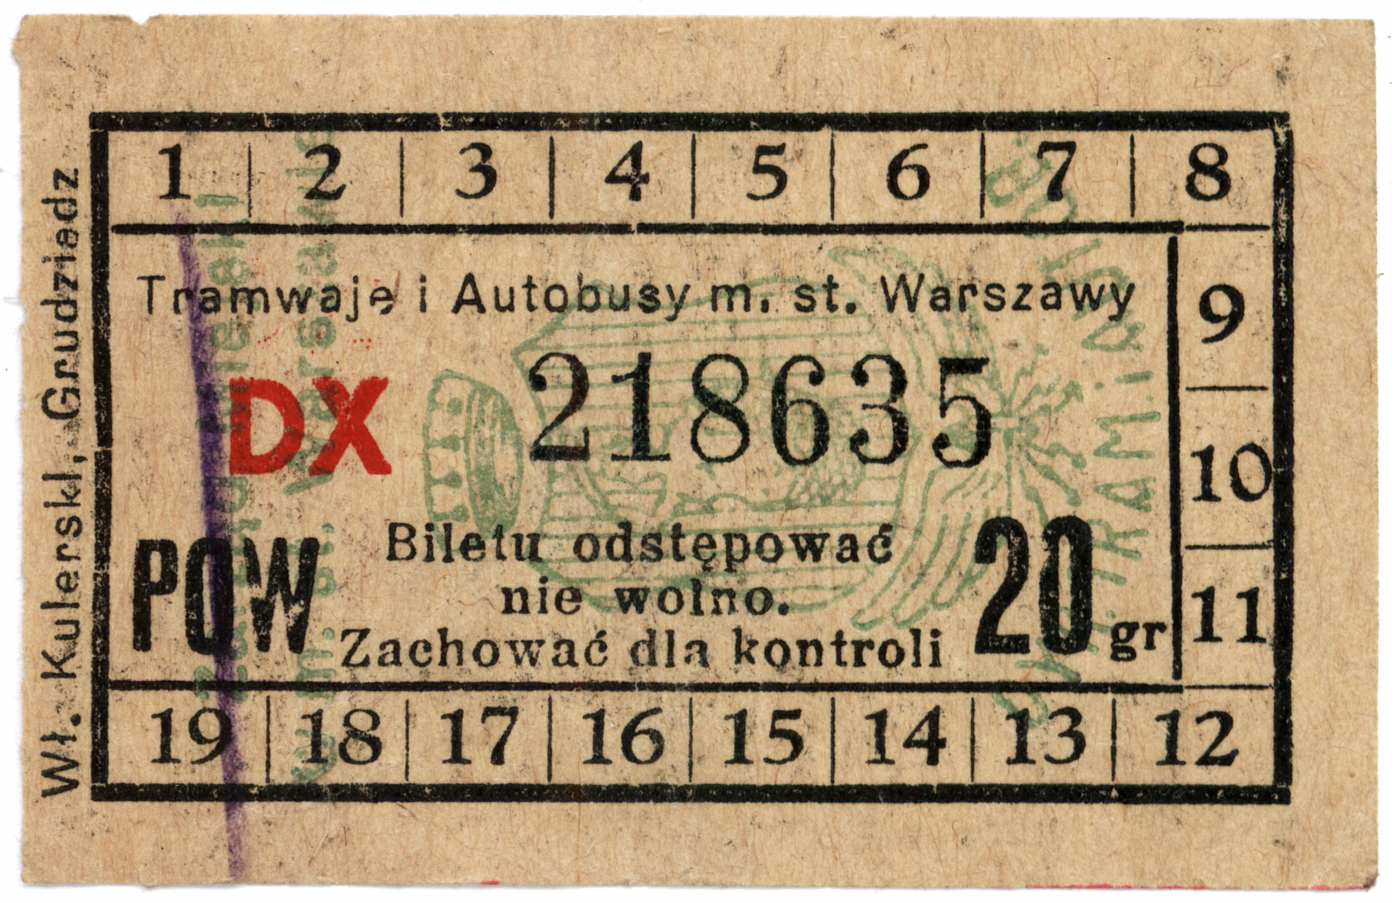 1 2 3 4 5 6 7 8
Tramwaje i Autobusy m. st. Warszawy
9
DX 218635
10
POW
Biletu odstępować
nie wolno.
Zachować dla kontroli
20 gr
11
19 18 17 16 15 14 13 12
Wł. Kulerski, Grudziądz